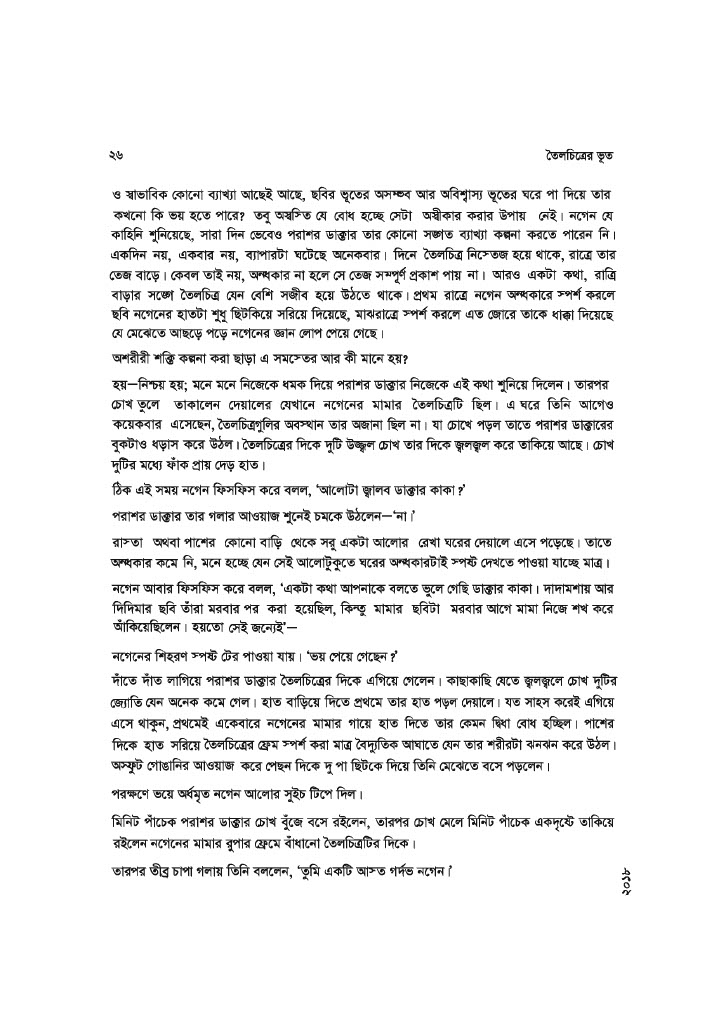 ২৬ তৈলচিত্রের ভূত
ও স্বাভাবিক কোনো ব্যাখ্যা আছেই আছে, ছবির ভূতের অসম্ভব আর অবিশ্বাস্য ভূতের ঘরে পা দিয়ে তার
কখনো কি ভয় হতে পারে? তবু অস্বস্তি যে বোধ হচ্ছে সেটা অস্বীকার করার উপায় নেই। নগেন যে
কাহিনি শুনিয়েছে, সারা দিন ভেবেও পরাশর ডাক্তার তার কোনো সঙ্গত ব্যাখ্যা কল্পনা করতে পারেন নি।
একদিন নয়, একবার নয়, ব্যাপারটা ঘটেছে অনেকবার। দিনে তৈলচিত্র নিস্তেজ হয়ে থাকে, রাত্রে তার
তেজ বাড়ে। কেবল তাই নয়, অন্ধকার না হলে সে তেজ সম্পূর্ণ প্রকাশ পায় না। আরও একটা কথা, রাত্রি
বাড়ার সঙ্গে তৈলচিত্র যেন বেশি সজীব হয়ে উঠতে থাকে। প্রথম রাত্রে নগেন অন্ধকারে স্পর্শ করলে
ছবি নগেনের হাতটা শুধু ছিটকিয়ে সরিয়ে দিয়েছে, মাঝরাত্রে স্পর্শ করলে এত জোরে তাকে ধাক্কা দিয়েছে
যে মেঝেতে আছড়ে পড়ে নগেনের জ্ঞান লোপ পেয়ে গেছে।
অশরীরী শক্তি কল্পনা করা ছাড়া এ সমস্তের আর কী মানে হয়?
হয়—নিশ্চয় হয়; মনে মনে নিজেকে ধমক দিয়ে পরাশর ডাক্তার নিজেকে এই কথা শুনিয়ে দিলেন। তারপর
চোখ তুলে তাকালেন দেয়ালের যেখানে নগেনের মামার তৈলচিত্রটি ছিল। এ ঘরে তিনি আগেও
কয়েকবার এসেছেন, তৈলচিত্রগুলির অবস্থান তার অজানা ছিল না। যা চোখে পড়ল তাতে পরাশর ডাক্তারের
বুকটাও ধড়াস করে উঠল। তৈলচিত্রের দিকে দুটি উজ্জ্বল চোখ তার দিকে জ্বলজ্বল করে তাকিয়ে আছে। চোখ
দুটির মধ্যে ফাঁক প্রায় দেড় হাত।
ঠিক এই সময় নগেন ফিসফিস করে বলল, ‘আলোটা জ্বালব ডাক্তার কাকা?’
পরাশর ডাক্তার তার গলার আওয়াজ শুনেই চমকে উঠলেন—‘না।’
রাস্তা অথবা পাশের কোনো বাড়ি থেকে সরু একটা আলোর রেখা ঘরের দেয়ালে এসে পড়েছে। তাতে
অন্ধকার কমে নি, মনে হচ্ছে যেন সেই আলোটুকুতে ঘরের অন্ধকারটাই স্পষ্ট দেখতে পাওয়া যাচ্ছে মাত্র।
নগেন আবার ফিসফিস করে বলল, ‘একটা কথা আপনাকে বলতে ভুলে গেছি ডাক্তার কাকা। দাদামশায় আর
দিদিমার ছবি তাঁরা মরবার পর করা হয়েছিল, কিন্তু মামার ছবিটা মরবার আগে মামা নিজে শখ করে
আঁকিয়েছিলেন। হয়তো সেই জন্যেই’—
নগেনের শিহরণ স্পষ্ট টের পাওয়া যায়। ‘ভয় পেয়ে গেছেন?’
দাঁতে দাঁত লাগিয়ে পরাশর ডাক্তার তৈলচিত্রের দিকে এগিয়ে গেলেন। কাছাকাছি যেতে জ্বলজ্বলে চোখ দুটির
জ্যোতি যেন অনেক কমে গেল। হাত বাড়িয়ে দিতে প্রথমে তার হাত পড়ল দেয়ালে। যত সাহস করেই এগিয়ে
এসে থাকুন, প্রথমেই একেবারে নগেনের মামার গায়ে হাত দিতে তার কেমন দ্বিধা বোধ হচ্ছিল। পাশের
দিকে হাত সরিয়ে তৈলচিত্রের ফ্রেম স্পর্শ করা মাত্র বৈদ্যুতিক আঘাতে যেন তার শরীরটা ঝনঝন করে উঠল।
অস্ফুট গোঙানির আওয়াজ করে পেছন দিকে দু পা ছিটকে দিয়ে তিনি মেঝেতে বসে পড়লেন।
পরক্ষণে ভয়ে অর্ধমৃত নগেন আলোর সুইচ টিপে দিল।
মিনিট পাঁচেক পরাশর ডাক্তার চোখ বুঁজে বসে রইলেন, তারপর চোখ মেলে মিনিট পাঁচেক একদৃষ্টে তাকিয়ে
রইলেন নগেনের মামার রুপার ফ্রেমে বাঁধানো তৈলচিত্রটির দিকে।
তারপর তীব্র চাপা গলায় তিনি বললেন, ‘তুমি একটি আস্ত গর্দভ নগেন।’
২০১৮